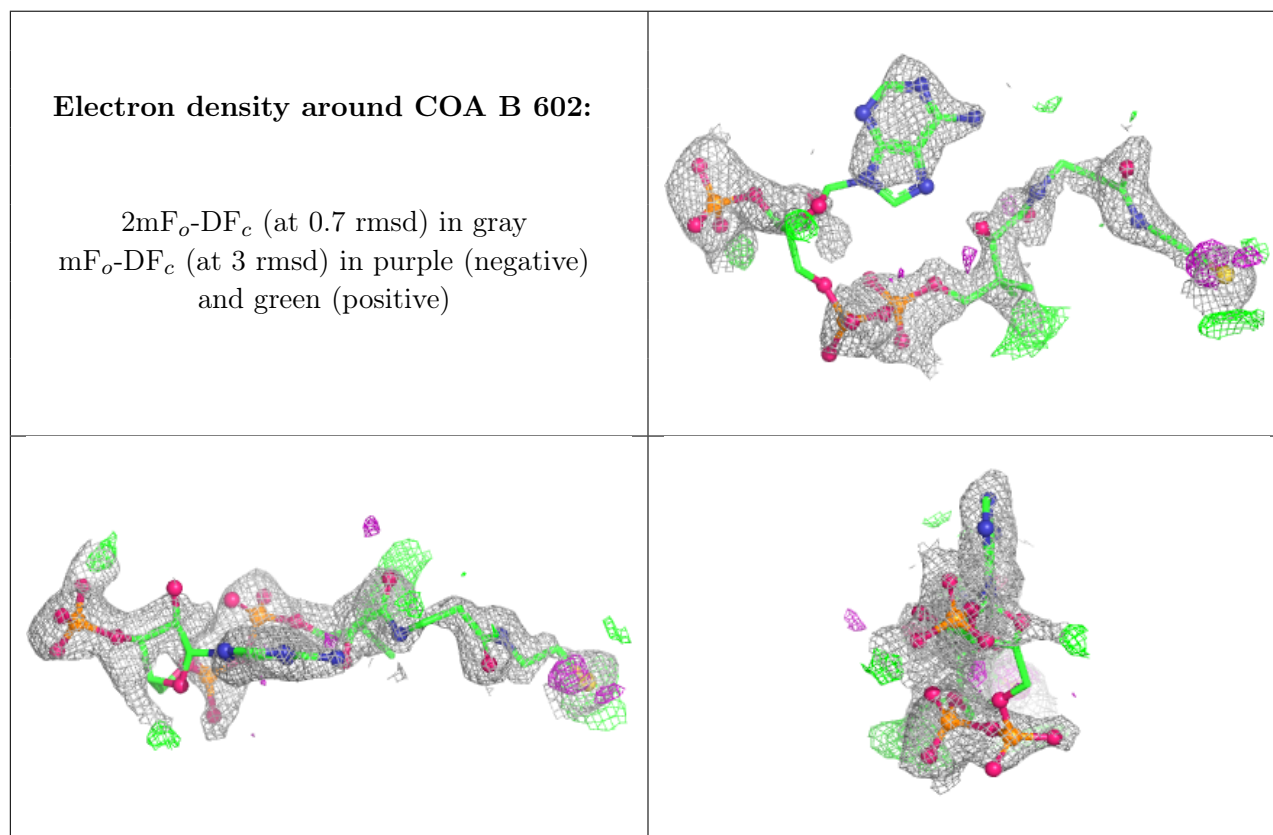 Electron density around COA B 602:
2mFₒ-DF𝒸 (at 0.7 rmsd) in gray
mFₒ-DF𝒸 (at 3 rmsd) in purple (negative)
and green (positive)